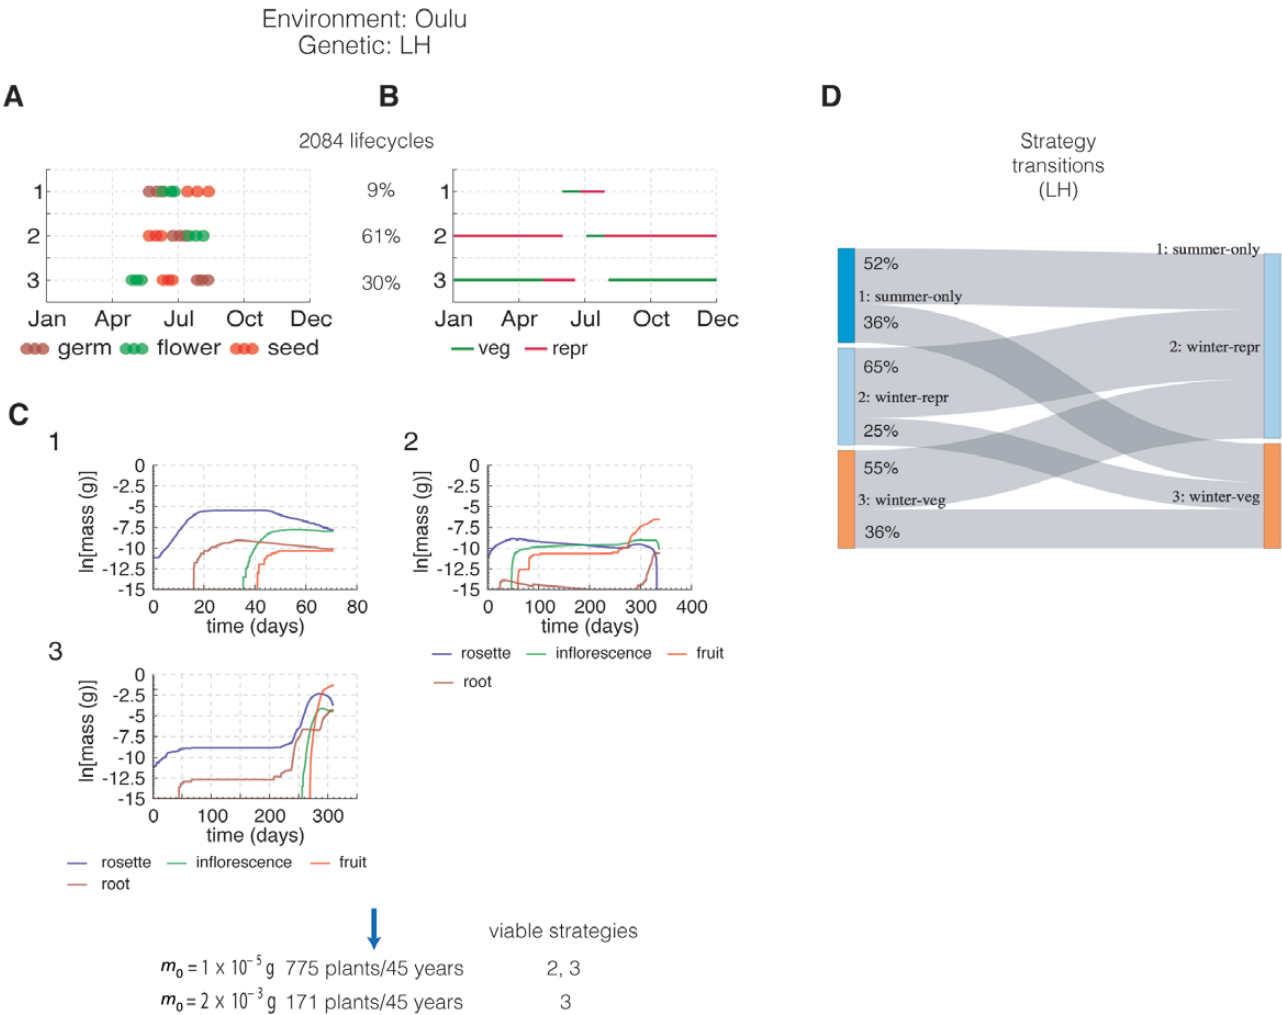 Environment: Oulu
Genetic: LH
A
B
2084 lifecycles
1
2
3
Jan Apr Jul Oct Dec
germ flower seed
9%
61%
30%
1
2
3
Jan Apr Jul Oct Dec
veg repr
D
Strategy
transitions
(LH)
52%
1: summer-only
36%
65%
2: winter-repr
25%
55%
3: winter-veg
36%
1: summer-only
2: winter-repr
3: winter-veg
C
1
ln[mass (g)]
0
-2.5
-5
-7.5
-10
-12.5
-15
0 20 40 60 80
time (days)
2
ln[mass (g)]
0
-2.5
-5
-7.5
-10
-12.5
-15
0 100 200 300 400
time (days)
rosette inflorescence fruit
root
3
ln[mass (g)]
0
-2.5
-5
-7.5
-10
-12.5
-15
0 100 200 300
time (days)
rosette inflorescence fruit
root
viable strategies
m₀ = 1 x 10⁻⁵ g 775 plants/45 years 2, 3
m₀ = 2 x 10⁻³ g 171 plants/45 years 3